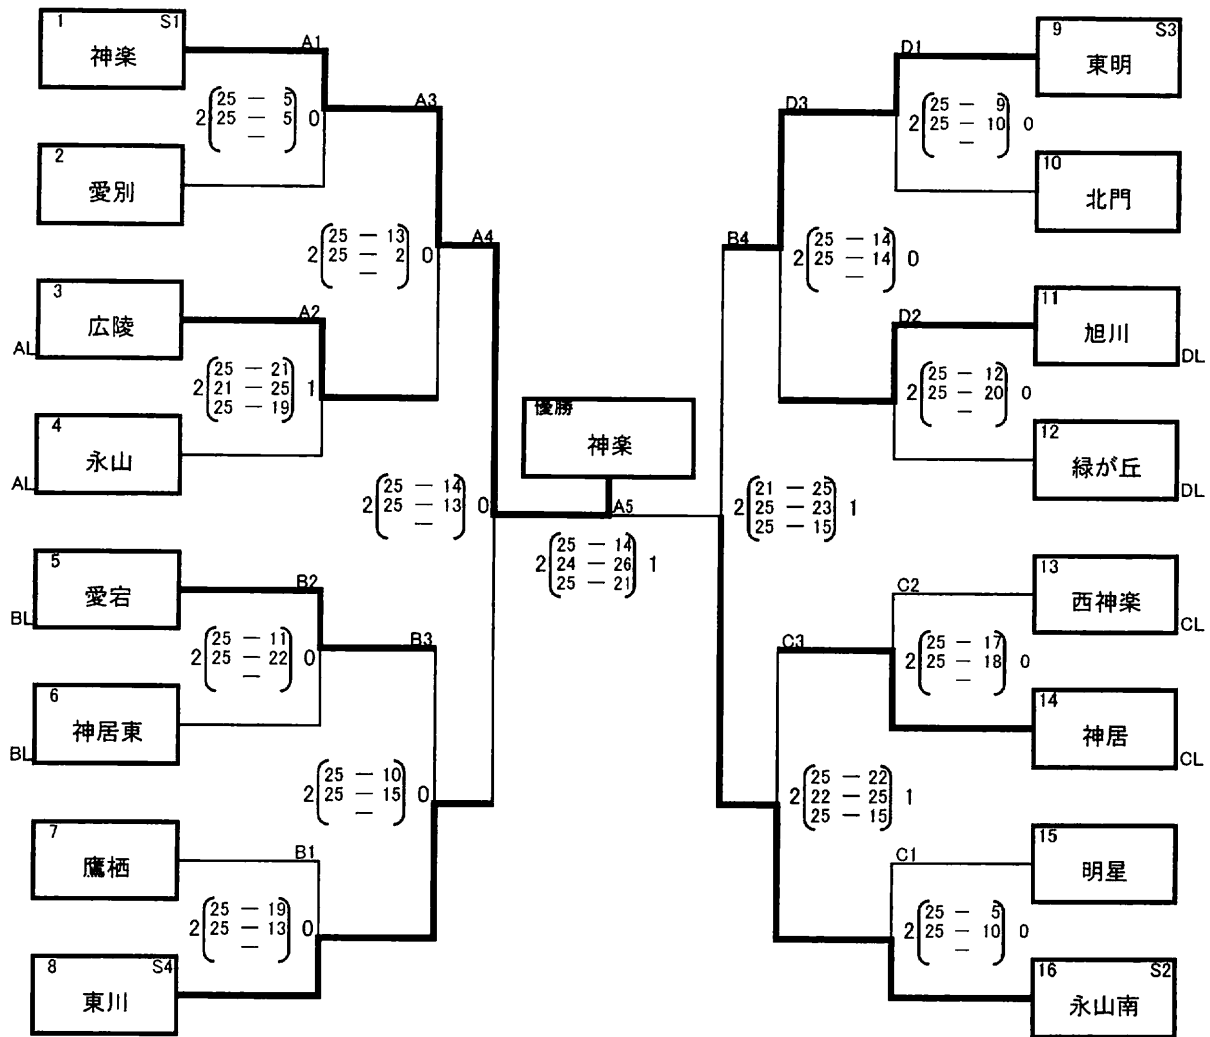 1 S1
神楽
A1
2 25 — 5 0
25 — 5
—
2
愛別
A3
2 25 — 13 0
25 — 2
—
3
広陵
AL
A2
2 25 — 21 1
21 — 25
25 — 19
4
永山
AL
A4
2 25 — 14 0
25 — 13
—
5
愛宕
BL
B2
2 25 — 11 0
25 — 22
—
6
神居東
BL
B3
2 25 — 10 0
25 — 15
—
7
鷹栖
B1
2 25 — 19 0
25 — 13
—
8 S4
東川
優勝
神楽
A5
2 25 — 14 1
24 — 26
25 — 21
9 S3
東明
D1
2 25 — 9 0
25 — 10
—
10
北門
D3
2 25 — 14 0
25 — 14
—
11
旭川
DL
D2
2 25 — 12 0
25 — 20
—
12
緑が丘
DL
B4
2 21 — 25 1
25 — 23
25 — 15
13
西神楽
CL
C2
2 25 — 17 0
25 — 18
—
14
神居
CL
C3
2 25 — 22 1
22 — 25
25 — 15
15
明星
C1
2 25 — 5 0
25 — 10
—
16 S2
永山南